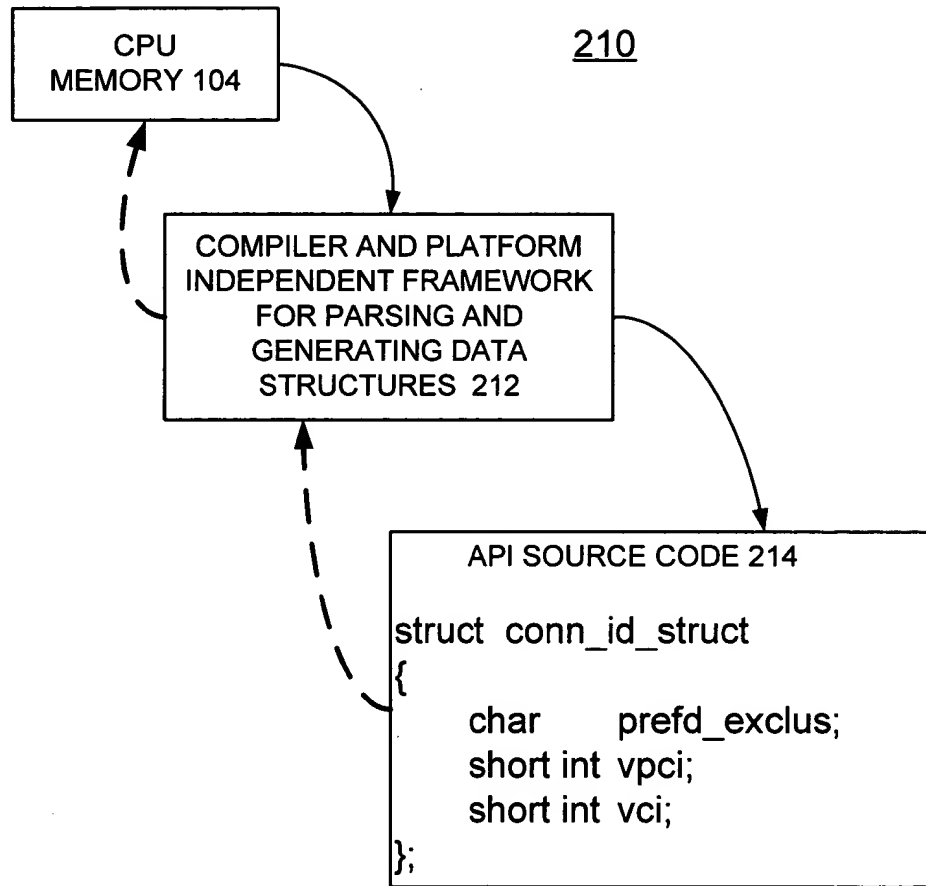 CPU
MEMORY 104
210
COMPILER AND PLATFORM
INDEPENDENT FRAMEWORK
FOR PARSING AND
GENERATING DATA
STRUCTURES 212
API SOURCE CODE 214
struct conn_id_struct
{
char prefd_exclus;
short int vpci;
short int vci;
};